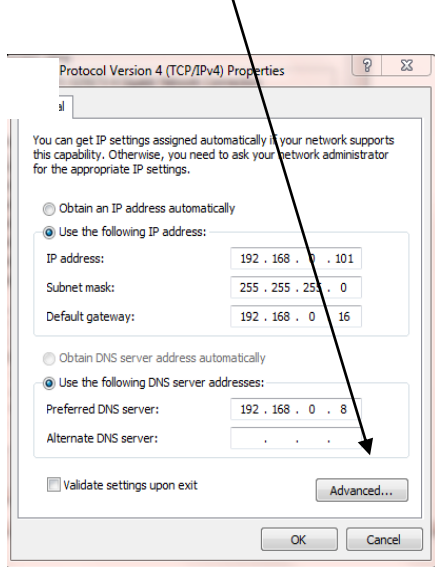 Protocol Version 4 (TCP/IPv4) Properties
al
You can get IP settings assigned automatically if your network supports
this capability. Otherwise, you need to ask your network administrator
for the appropriate IP settings.
Obtain an IP address automatically
Use the following IP address:
IP address: 192 . 168 . 0 . 101
Subnet mask: 255 . 255 . 255 . 0
Default gateway: 192 . 168 . 0 16
Obtain DNS server address automatically
Use the following DNS server addresses:
Preferred DNS server: 192 . 168 . 0 . 8
Alternate DNS server: . . .
Validate settings upon exit
Advanced...
OK Cancel